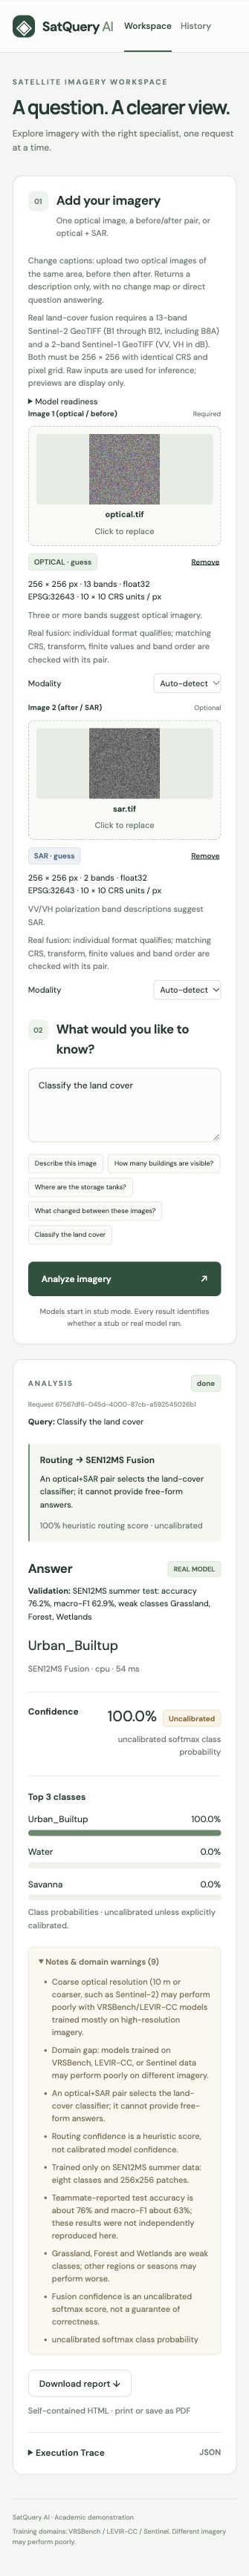 SatQuery AI
Workspace
History
SATELLITE IMAGERY WORKSPACE
A question. A clearer view.
Explore imagery with the right specialist, one request
at a time.
01
Add your imagery
One optical image, a before/after pair, or
optical + SAR.
Change captions: upload two optical images of
the same area, before then after. Returns a
description only, with no change map or direct
question answering.
Real land-cover fusion requires a 13-band
Sentinel-2 GeoTIFF (B1 through B12, including B8A)
and a 2-band Sentinel-1 GeoTIFF (VV, VH in dB).
Both must be 256 × 256 with identical CRS and
pixel grid. Raw inputs are used for inference;
previews are display only.
▶ Model readiness
Image 1 (optical / before)
Required
optical.tif
Click to replace
OPTICAL · guess
Remove
256 × 256 px · 13 bands · float32
EPSG:32643 · 10 × 10 CRS units / px
Three or more bands suggest optical imagery.
Real fusion: individual format qualifies; matching
CRS, transform, finite values and band order are
checked with its pair.
Modality
Auto-detect
Image 2 (after / SAR)
Optional
sar.tif
Click to replace
SAR · guess
Remove
256 × 256 px · 2 bands · float32
EPSG:32643 · 10 × 10 CRS units / px
VV/VH polarization band descriptions suggest
SAR.
Real fusion: individual format qualifies; matching
CRS, transform, finite values and band order are
checked with its pair.
Modality
Auto-detect
02
What would you like to
know?
Classify the land cover
Describe this image
How many buildings are visible?
Where are the storage tanks?
What changed between these images?
Classify the land cover
Analyze imagery ↗
Models start in stub mode. Every result identifies
whether a stub or real model ran.
ANALYSIS
done
Request 67567df6-045d-4000-87cb-a592545026b1
Query: Classify the land cover
Routing → SEN12MS Fusion
An optical+SAR pair selects the land-cover
classifier; it cannot provide free-form
answers.
100% heuristic routing score · uncalibrated
Answer
REAL MODEL
Validation: SEN12MS summer test: accuracy
76.2%, macro-F1 62.9%, weak classes Grassland,
Forest, Wetlands
Urban_Builtup
SEN12MS Fusion · cpu · 54 ms
Confidence
100.0%
Uncalibrated
uncalibrated softmax class
probability
Top 3 classes
Urban_Builtup
100.0%
Water
0.0%
Savanna
0.0%
Class probabilities · uncalibrated unless explicitly
calibrated.
▼ Notes & domain warnings (9)
• Coarse optical resolution (10 m or
coarser, such as Sentinel-2) may perform
poorly with VRSBench/LEVIR-CC models
trained mostly on high-resolution
imagery.
• Domain gap: models trained on
VRSBench, LEVIR-CC, or Sentinel data
may perform poorly on different imagery.
• An optical+SAR pair selects the land-
cover classifier; it cannot provide free-
form answers.
• Routing confidence is a heuristic score,
not calibrated model confidence.
• Trained only on SEN12MS summer data:
eight classes and 256x256 patches.
• Teammate-reported test accuracy is
about 76% and macro-F1 about 63%;
these results were not independently
reproduced here.
• Grassland, Forest and Wetlands are weak
classes; other regions or seasons may
perform worse.
• Fusion confidence is an uncalibrated
softmax score, not a guarantee of
correctness.
• uncalibrated softmax class probability
Download report ↓
Self-contained HTML · print or save as PDF
▶ Execution Trace
JSON
SatQuery AI · Academic demonstration
Training domains: VRSBench / LEVIR-CC / Sentinel. Different imagery
may perform poorly.